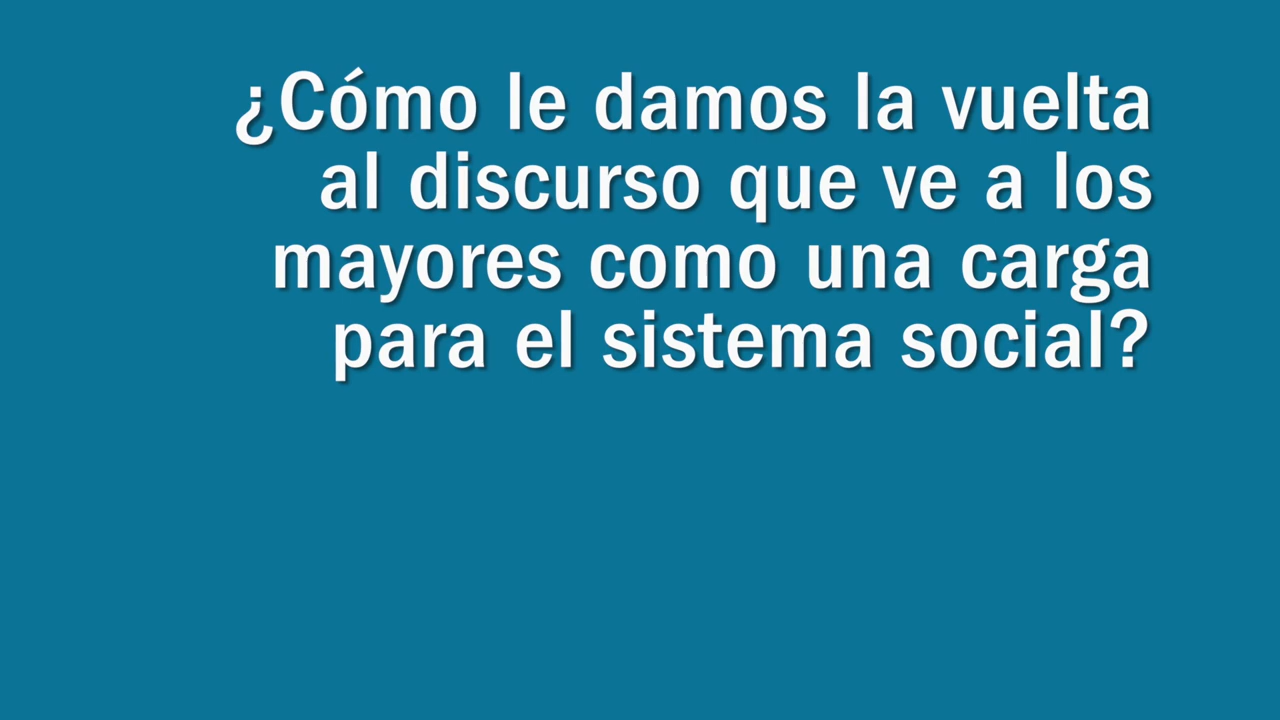 ¿Cómo le damos la vuelta
al discurso que ve a los
mayores como una carga
para el sistema social?